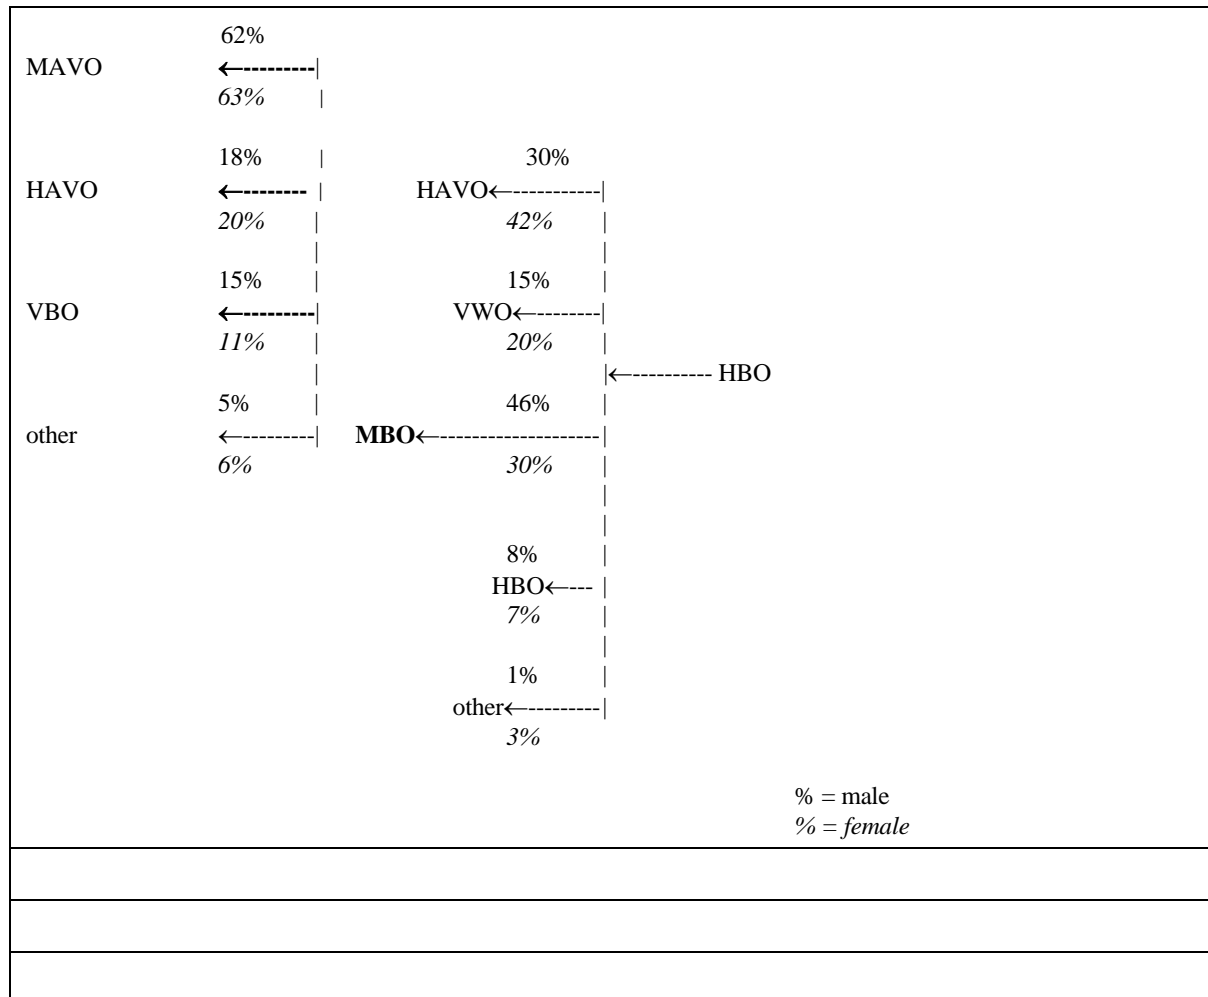 62%
MAVO ←----------|
63% |
18% | 30%
HAVO ←--------- | HAVO←-----------|
20% | 42% |
| |
15% | 15% |
VBO ←----------| VWO←--------|
11% | 20% |
| |←---------- HBO
5% | 46% |
other ←---------| MBO←--------------------|
6% 30% |
|
|
8% |
HBO←--- |
7% |
|
1% |
other←---------|
3%
% = male
% = female